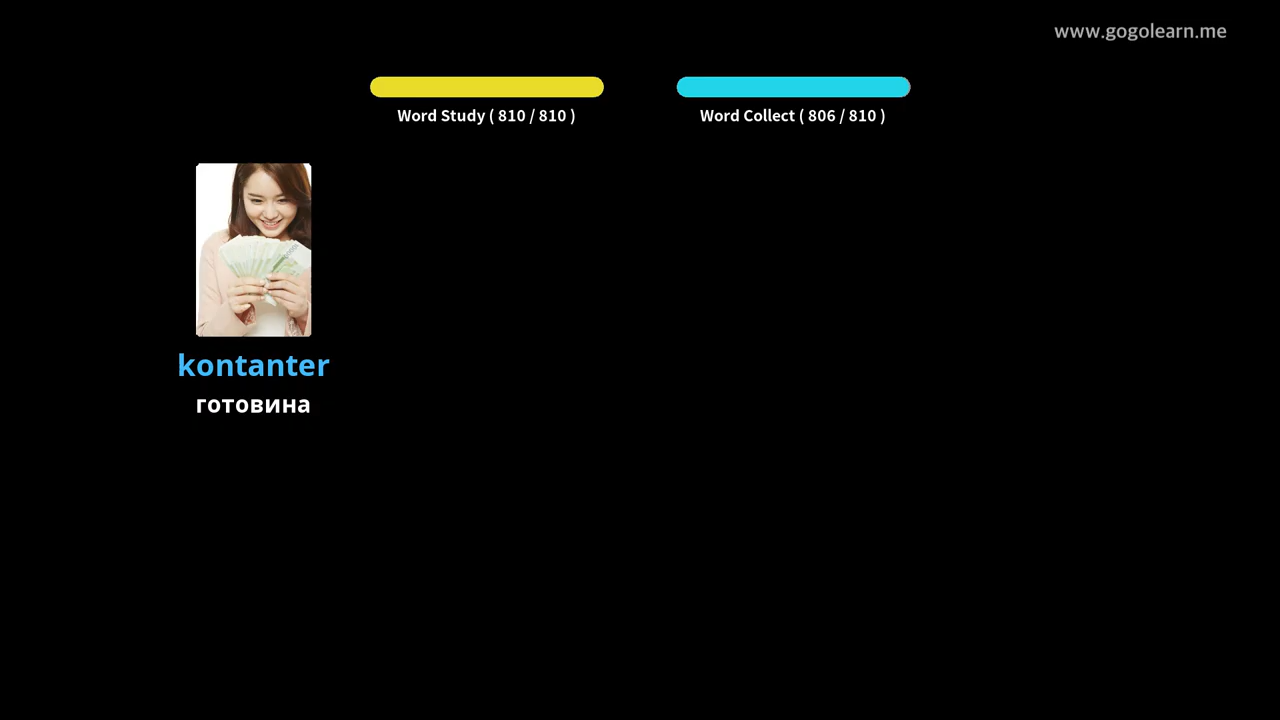 www.gogolearn.me
Word Study ( 810 / 810 )
Word Collect ( 806 / 810 )
kontanter
готовина